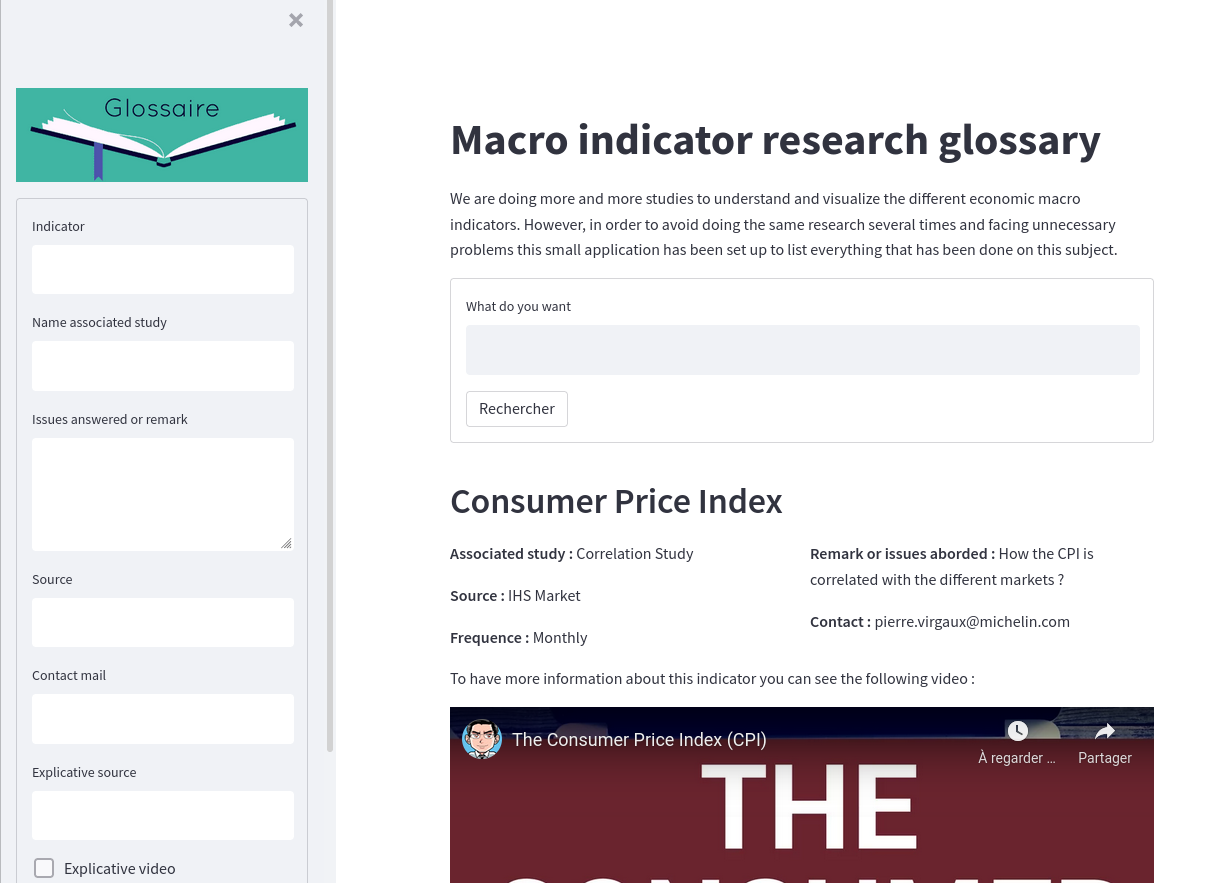 ×
Glossaire
Indicator
Name associated study
Issues answered or remark
Source
Contact mail
Explicative source
Explicative video
Macro indicator research glossary
We are doing more and more studies to understand and visualize the different economic macro
indicators. However, in order to avoid doing the same research several times and facing unnecessary
problems this small application has been set up to list everything that has been done on this subject.
What do you want
Rechercher
Consumer Price Index
Associated study : Correlation Study
Source : IHS Market
Frequence : Monthly
Remark or issues aborded : How the CPI is
correlated with the different markets ?
Contact : pierre.virgaux@michelin.com
To have more information about this indicator you can see the following video :
The Consumer Price Index (CPI)
À regarder ...
Partager
THE
CONSUMER